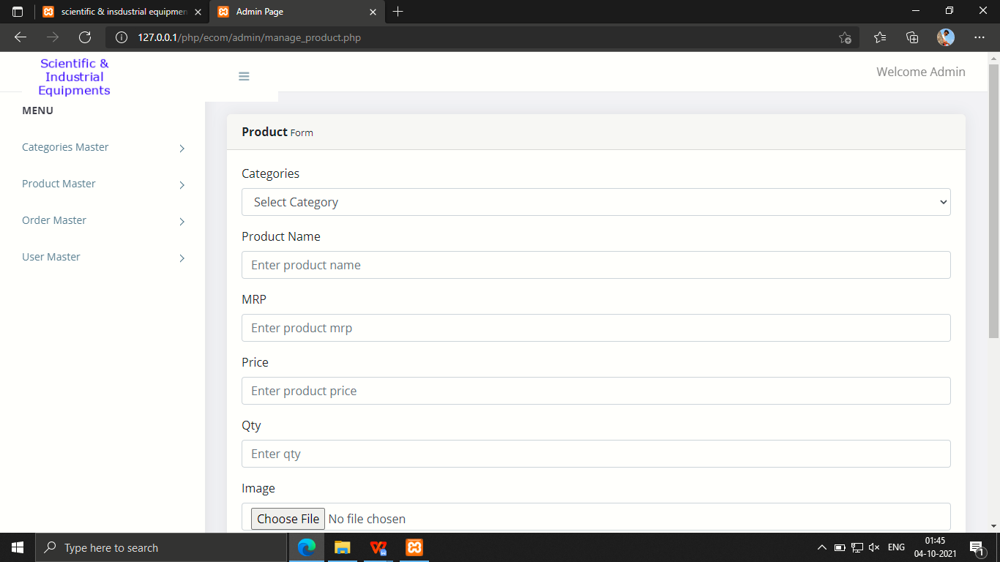 scientific & insdustrial equipmen
Admin Page
127.0.0.1/php/ecom/admin/manage_product.php
Scientific &
Industrial
Equipments
Welcome Admin
MENU
Categories Master
Product Master
Order Master
User Master
Product Form
Categories
Select Category
Product Name
Enter product name
MRP
Enter product mrp
Price
Enter product price
Qty
Enter qty
Image
Choose File No file chosen
Type here to search
ENG
01:45
04-10-2021
1